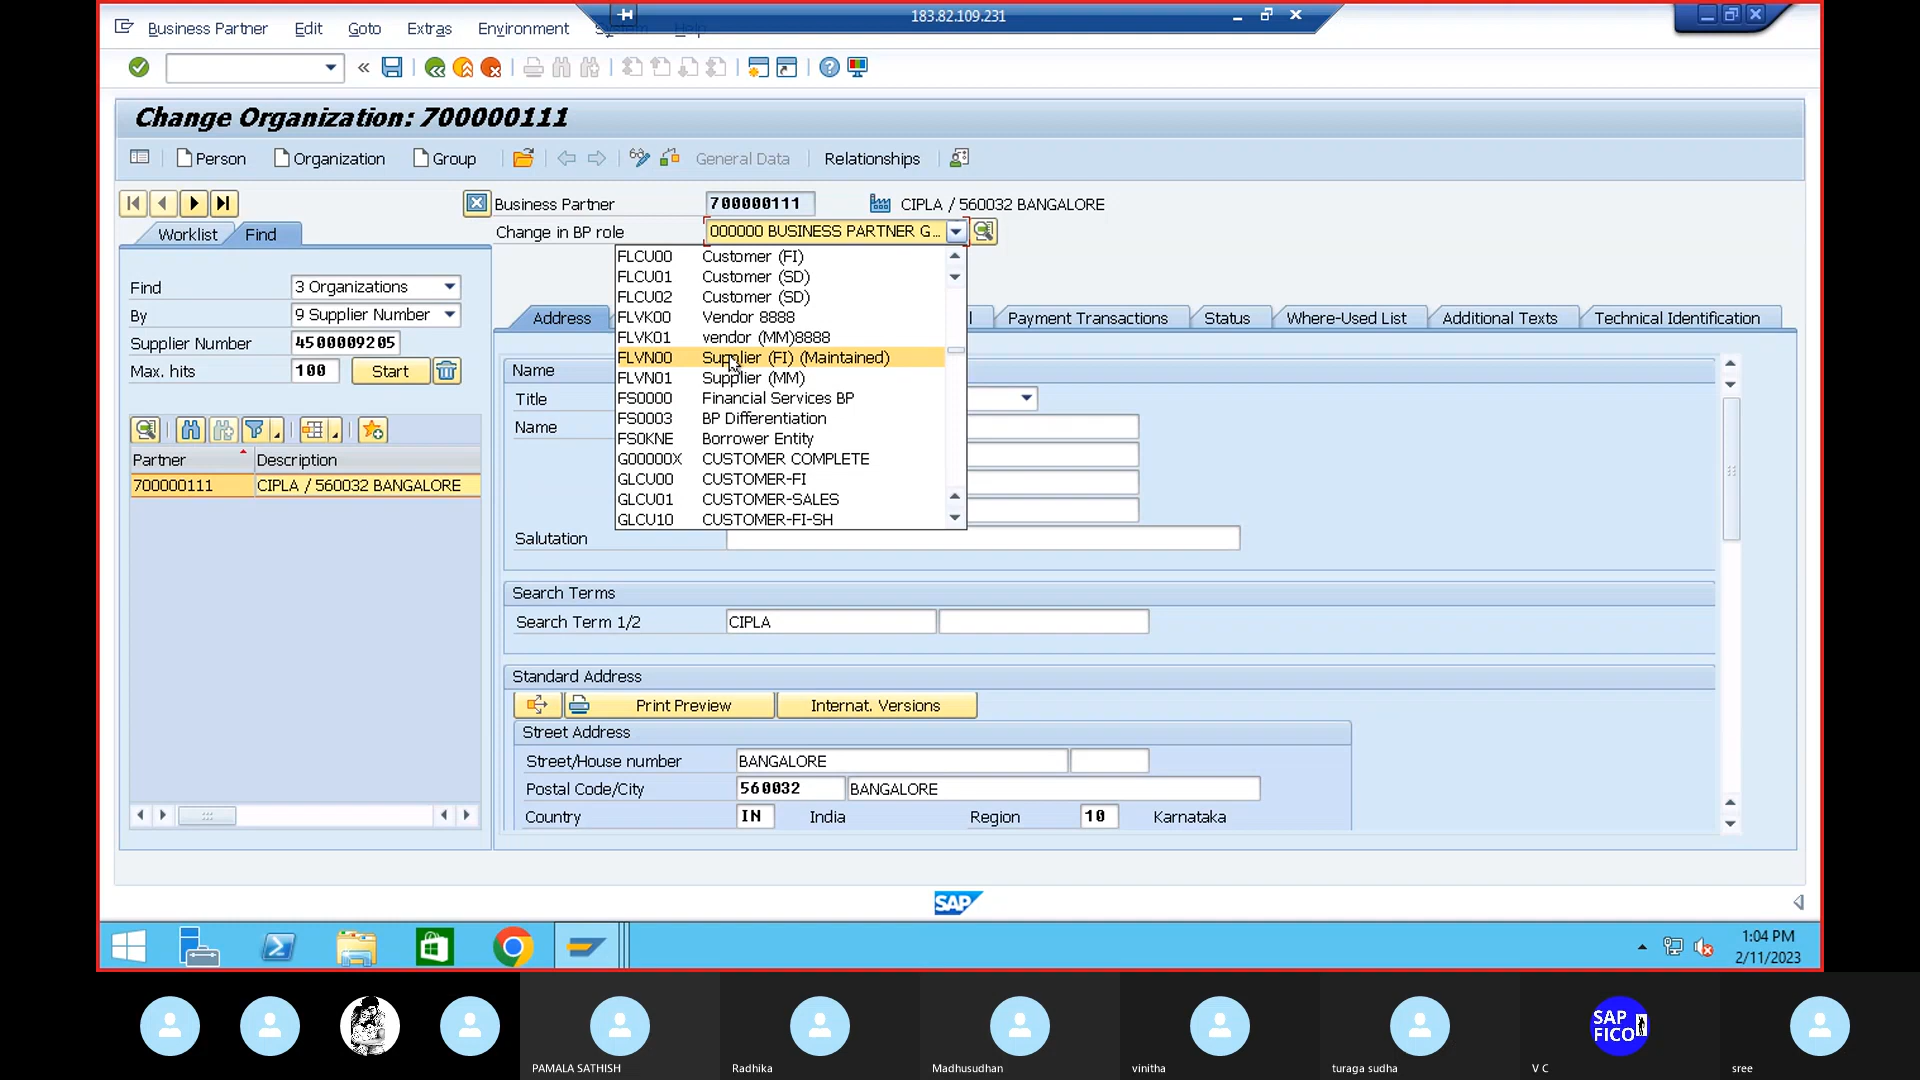 183.82.109.231
Business Partner Edit Goto Extras Environment System Help
Change Organization: 700000111
Person Organization Group General Data Relationships
Business Partner 700000111 CIPLA / 560032 BANGALORE
Change in BP role 000000 BUSINESS PARTNER G...
Worklist Find
Find 3 Organizations
By 9 Supplier Number
Supplier Number 4500009205
Max. hits 100 Start
Partner Description
700000111 CIPLA / 560032 BANGALORE
FLCU00 Customer (FI)
FLCU01 Customer (SD)
FLCU02 Customer (SD)
FLVK00 Vendor 8888
FLVK01 vendor (MM)8888
FLVN00 Supplier (FI) (Maintained)
FLVN01 Supplier (MM)
FS0000 Financial Services BP
FS0003 BP Differentiation
FS0KNE Borrower Entity
G00000X CUSTOMER COMPLETE
GLCU00 CUSTOMER-FI
GLCU01 CUSTOMER-SALES
GLCU10 CUSTOMER-FI-SH
Address Payment Transactions Status Where-Used List Additional Texts Technical Identification
Name
Title
Name
Salutation
Search Terms
Search Term 1/2 CIPLA
Standard Address
Print Preview Internat. Versions
Street Address
Street/House number BANGALORE
Postal Code/City 560032 BANGALORE
Country IN India Region 10 Karnataka
SAP
1:04 PM
2/11/2023
SAP
FICO
PAMALA SATHISH Radhika Madhusudhan vinitha turaga sudha V C sree